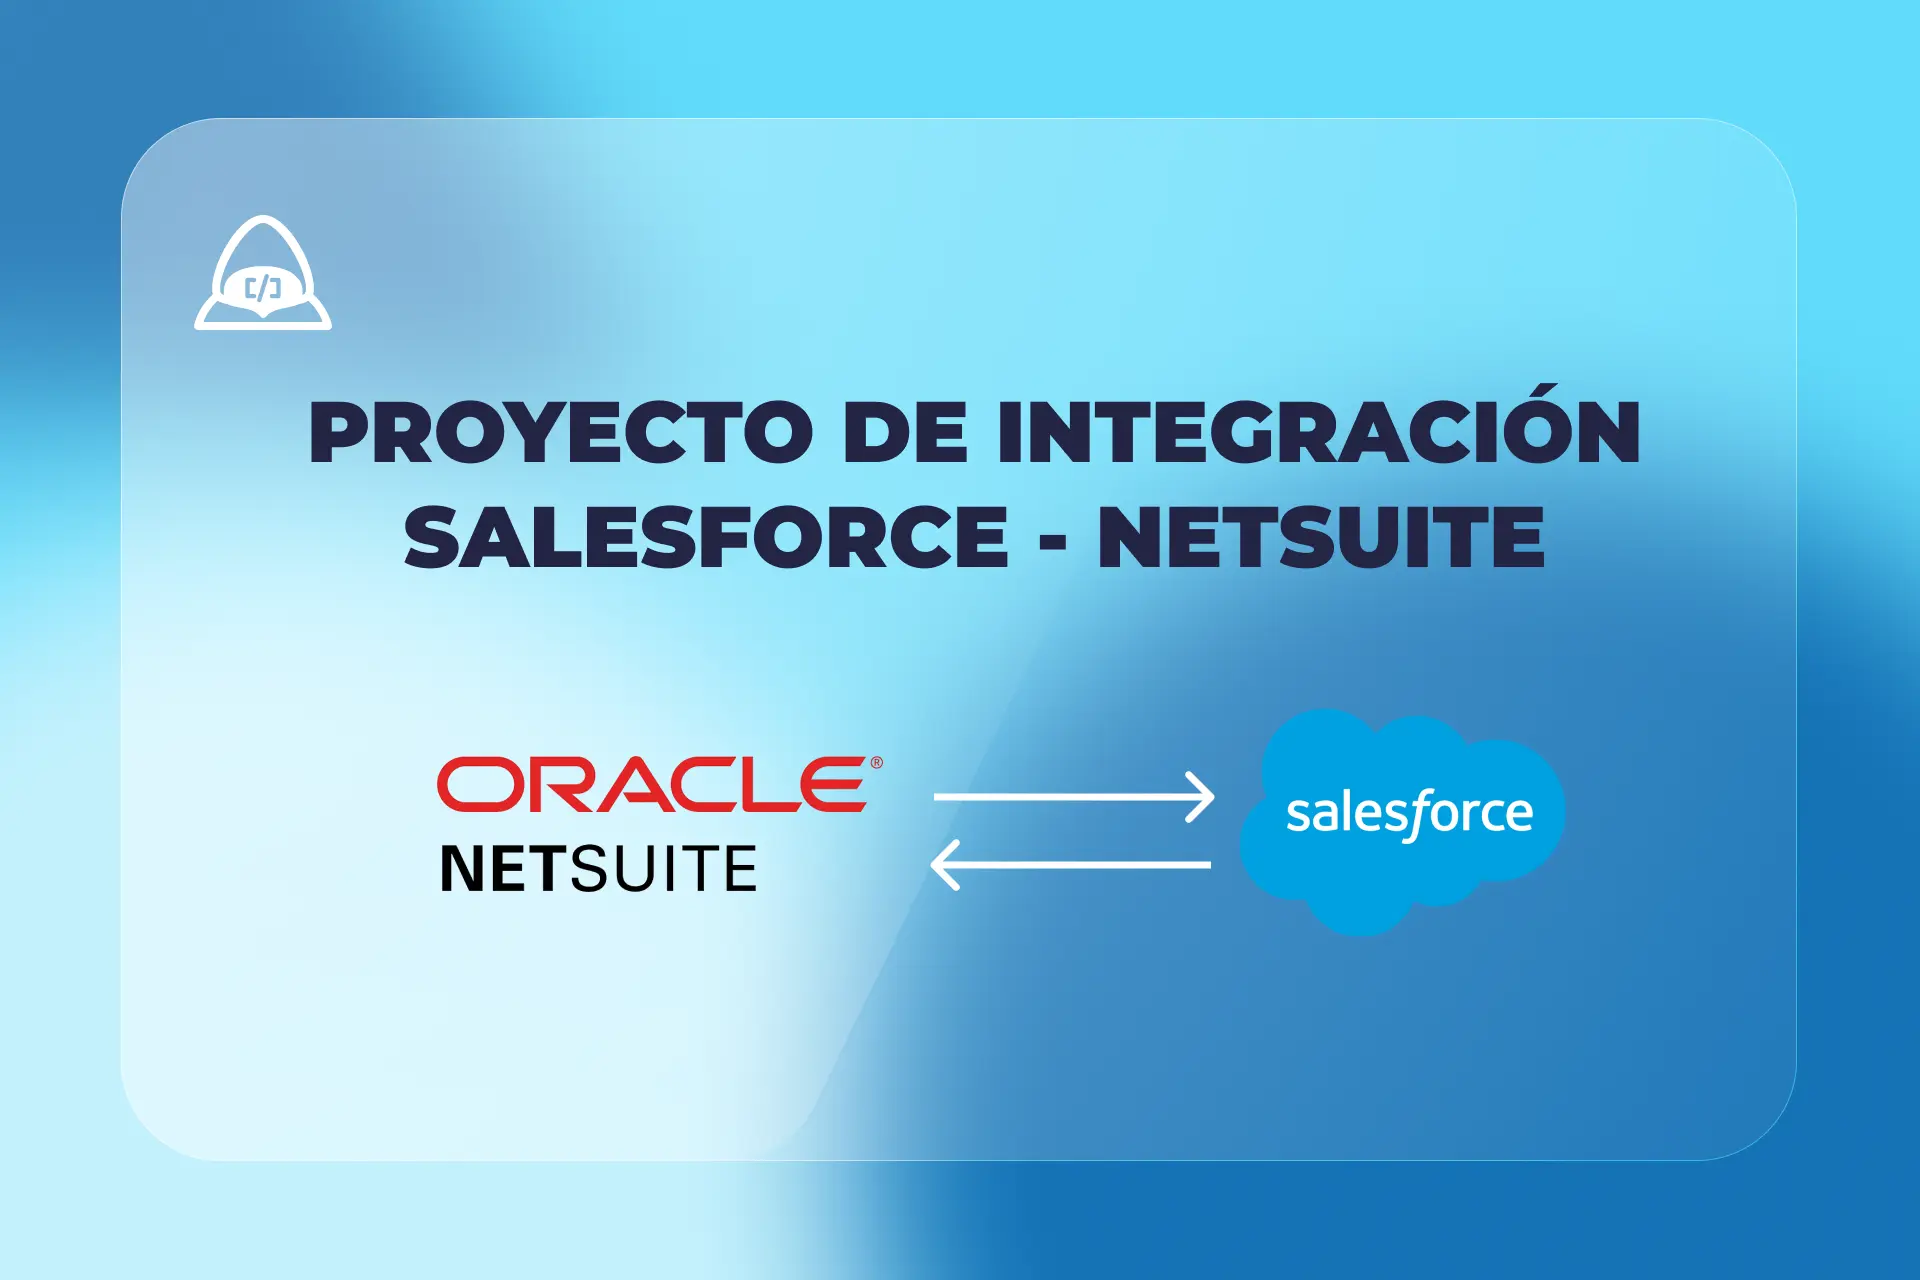 [/]
PROYECTO DE INTEGRACIÓN
SALESFORCE - NETSUITE
ORACLE®
NETSUITE
salesforce